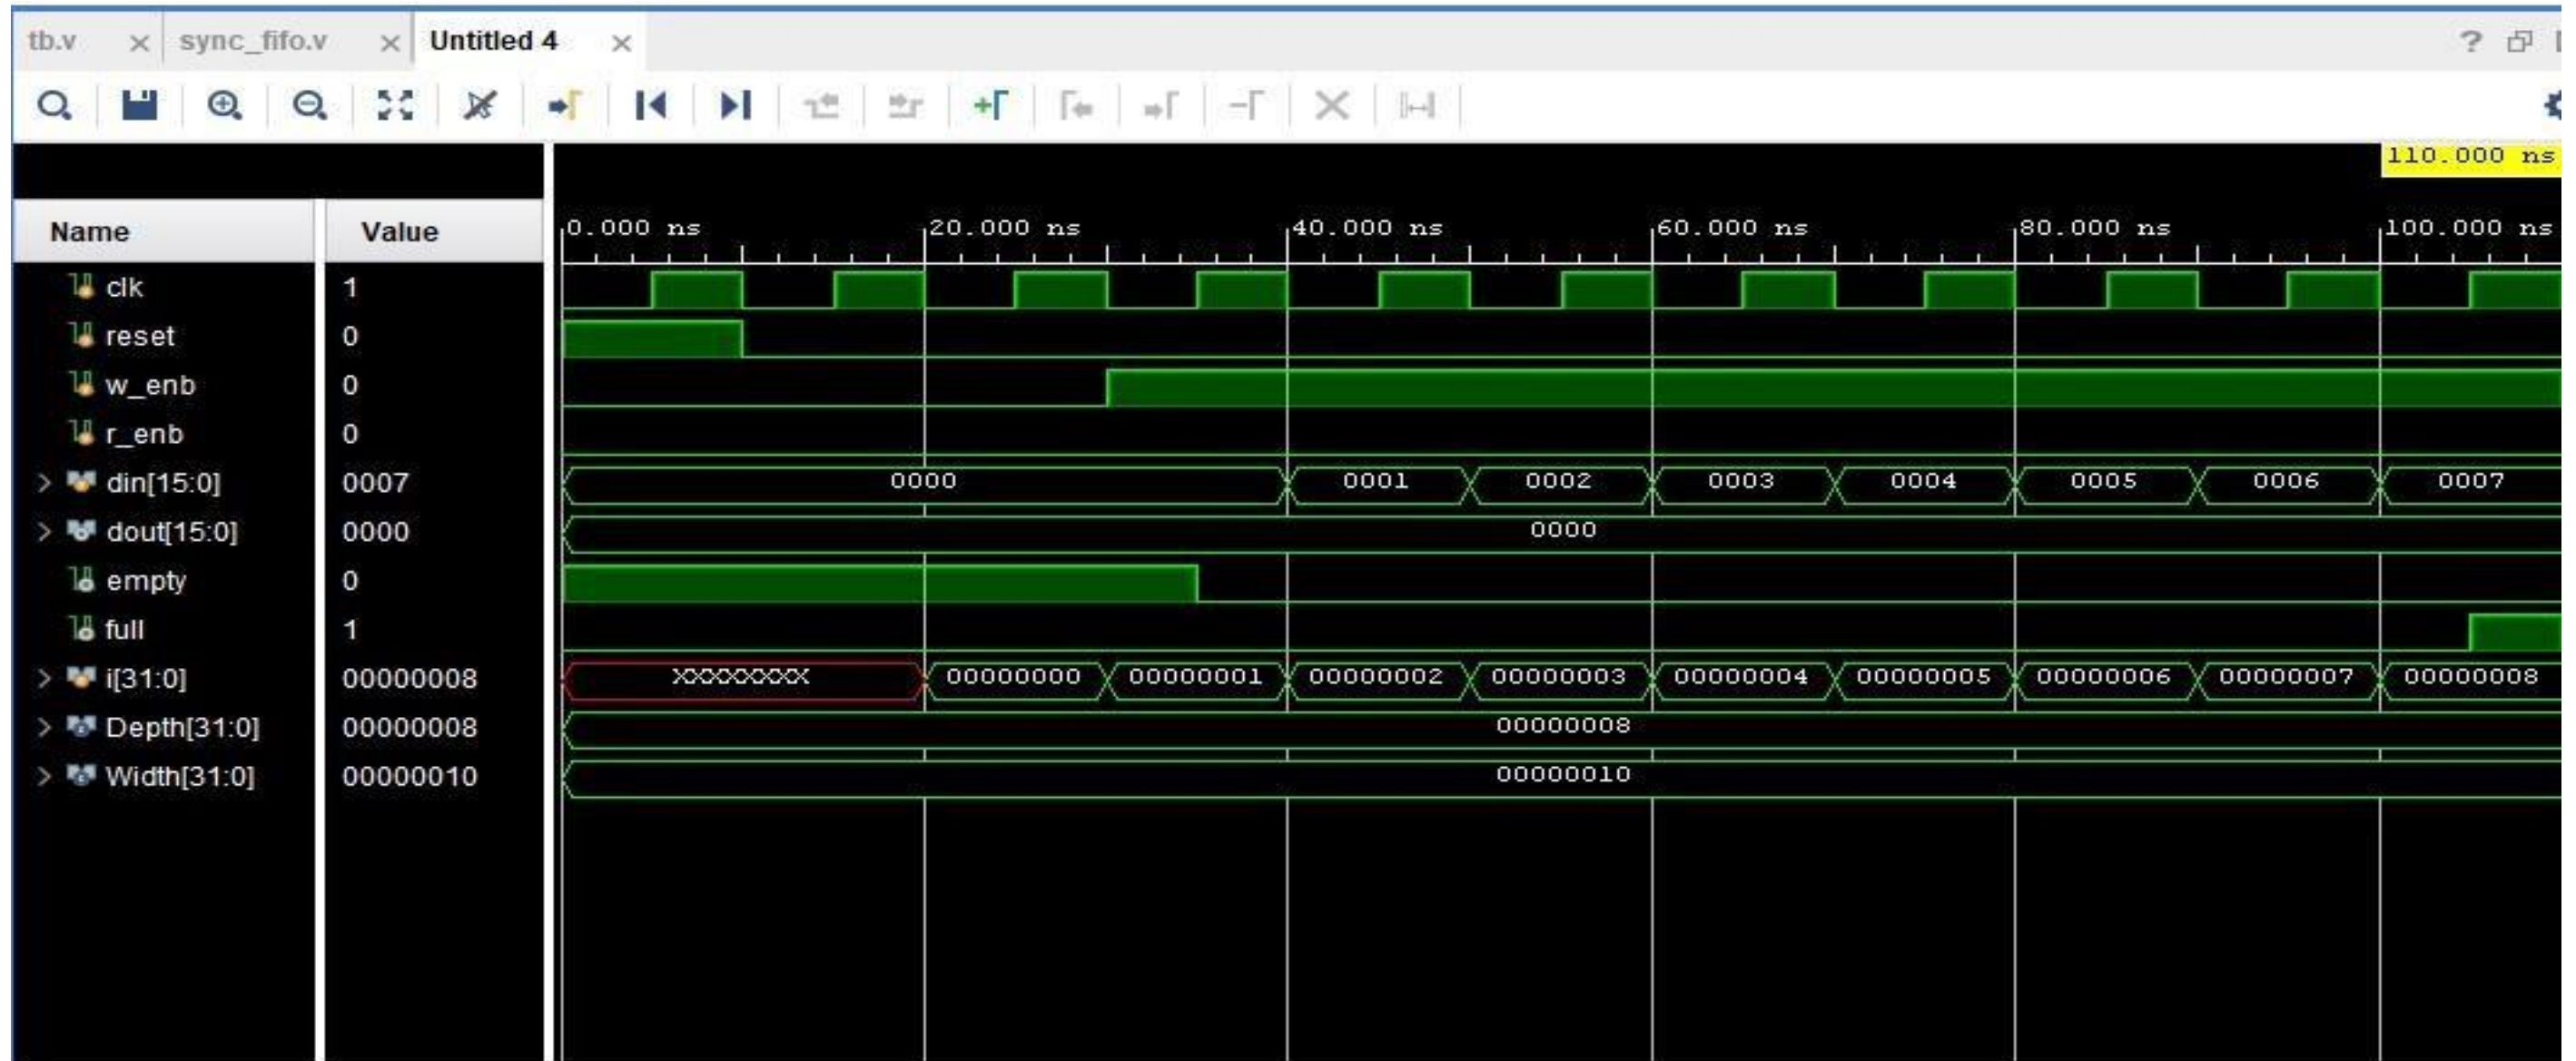 tb.v sync_fifo.v Untitled 4
110.000 ns
Name Value 0.000 ns 20.000 ns 40.000 ns 60.000 ns 80.000 ns 100.000 ns
clk 1
reset 0
w_enb 0
r_enb 0
din[15:0] 0007 0000 0001 0002 0003 0004 0005 0006 0007
dout[15:0] 0000 0000
empty 0
full 1
i[31:0] 00000008 XXXXXXXX 00000000 00000001 00000002 00000003 00000004 00000005 00000006 00000007 00000008
Depth[31:0] 00000008 00000008
Width[31:0] 00000010 00000010